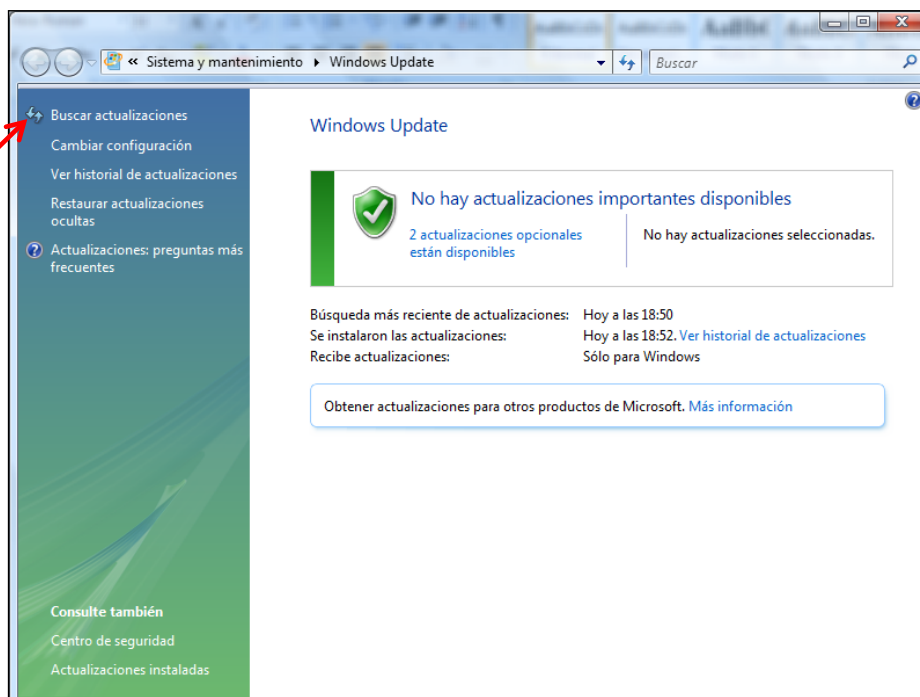 « Sistema y mantenimiento ▸ Windows Update
Buscar
Buscar actualizaciones
Cambiar configuración
Ver historial de actualizaciones
Restaurar actualizaciones
ocultas
Actualizaciones: preguntas más
frecuentes
Windows Update
No hay actualizaciones importantes disponibles
2 actualizaciones opcionales
están disponibles
No hay actualizaciones seleccionadas.
Búsqueda más reciente de actualizaciones: Hoy a las 18:50
Se instalaron las actualizaciones: Hoy a las 18:52. Ver historial de actualizaciones
Recibe actualizaciones: Sólo para Windows
Obtener actualizaciones para otros productos de Microsoft. Más información
Consulte también
Centro de seguridad
Actualizaciones instaladas